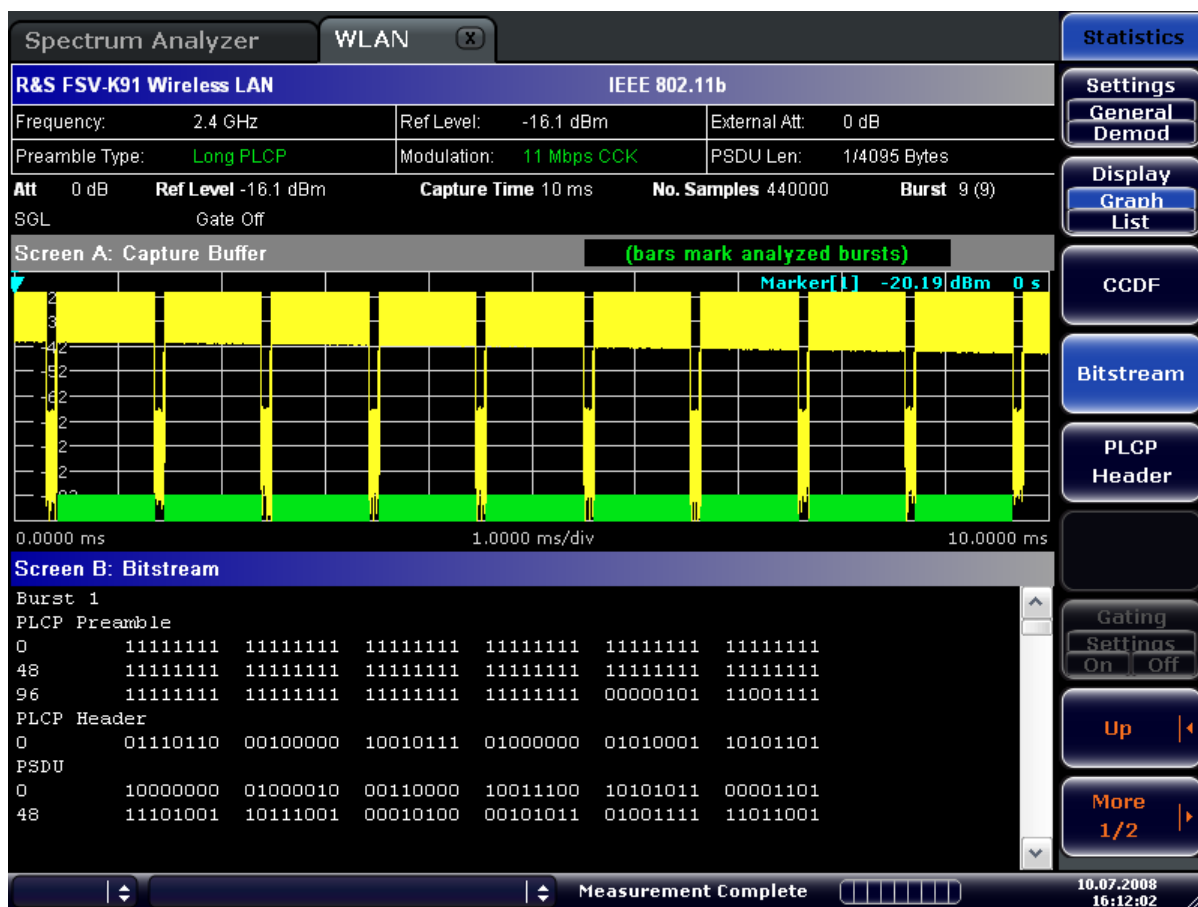 Spectrum Analyzer WLAN X
R&S FSV-K91 Wireless LAN IEEE 802.11b
Frequency: 2.4 GHz Ref Level: -16.1 dBm External Att: 0 dB
Preamble Type: Long PLCP Modulation: 11 Mbps CCK PSDU Len: 1/4095 Bytes
Att 0 dB Ref Level -16.1 dBm Capture Time 10 ms No. Samples 440000 Burst 9 (9)
SGL Gate Off
Screen A: Capture Buffer (bars mark analyzed bursts)
Marker[1] -20.19 dBm 0 s
-42
-52
-62
0.0000 ms 1.0000 ms/div 10.0000 ms
Screen B: Bitstream
Burst 1
PLCP Preamble
0 11111111 11111111 11111111 11111111 11111111 11111111
48 11111111 11111111 11111111 11111111 11111111 11111111
96 11111111 11111111 11111111 11111111 00000101 11001111
PLCP Header
0 01110110 00100000 10010111 01000000 01010001 10101101
PSDU
0 10000000 01000010 00110000 10011100 10101011 00001101
48 11101001 10111001 00010100 00101011 01001111 11011001
Measurement Complete
Statistics
Settings
General
Demod
Display
Graph
List
CCDF
Bitstream
PLCP
Header
Gating
Settings
On Off
Up
More
1/2
10.07.2008
16:12:02